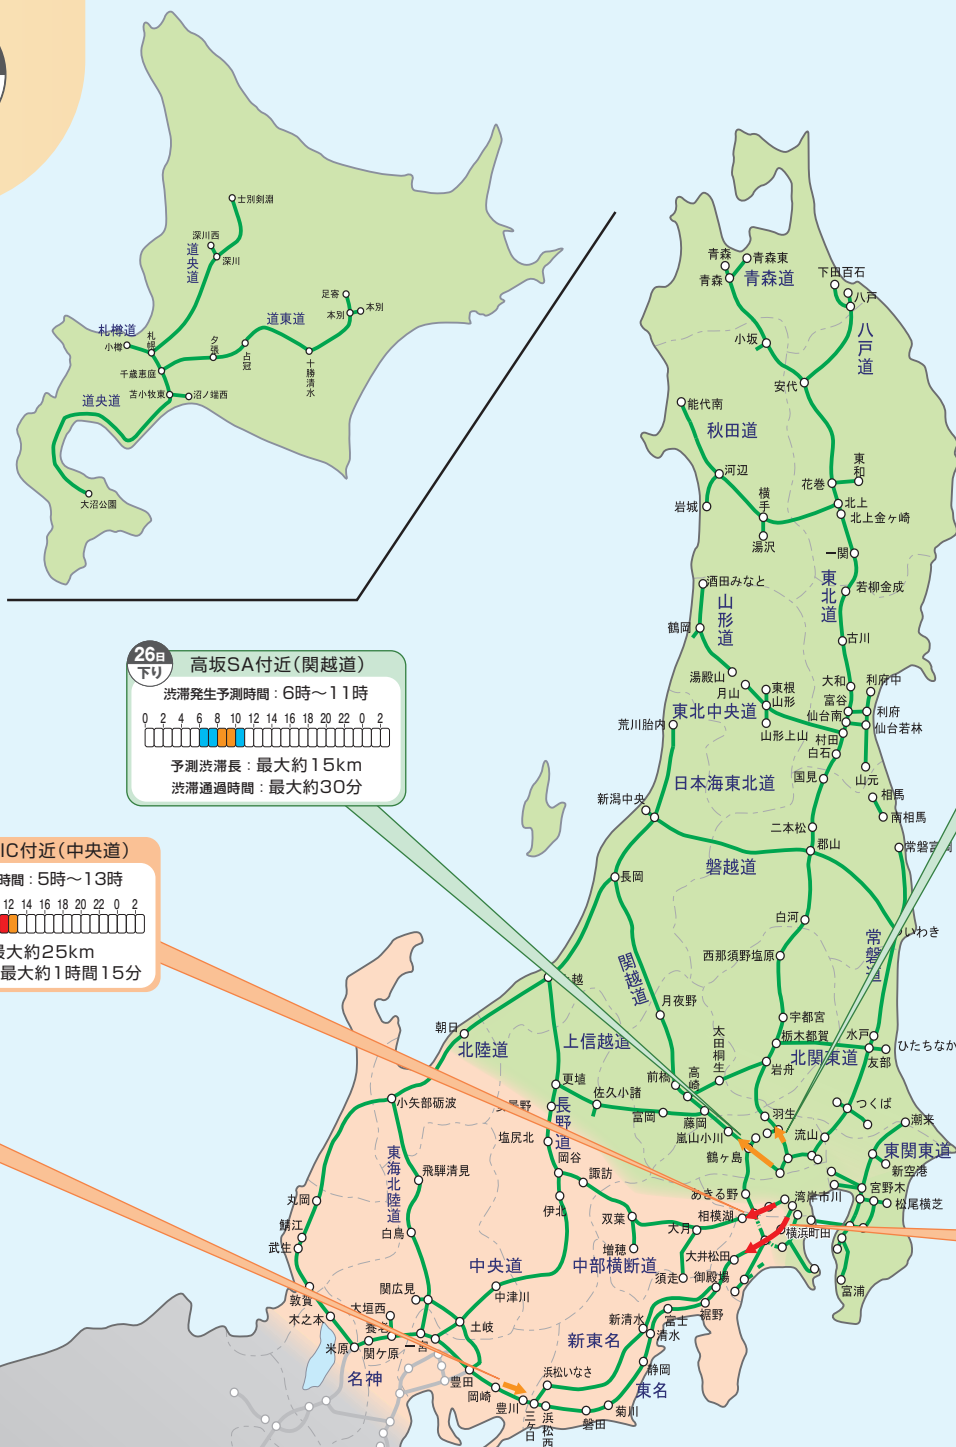 士別剣淵
深川西
深川
道央道
足寄
本別
本別
道東道
札樽道
小樽
札幌
夕張
占冠
十勝清水
千歳恵庭
苫小牧東
沼ノ端西
道央道
大沼公園
青森
青森東
青森
青森道
下田百石
八戸
八戸道
小坂
安代
能代南
秋田道
河辺
岩城
横手
湯沢
東和
花巻
北上
北上金ヶ崎
一関
東北道
若柳金成
酒田みなと
山形道
鶴岡
古川
湯殿山
月山
東根
山形
大和
利府中
富谷
利府
仙台南
仙台若林
東北中央道
山形上山
村田
白石
荒川胎内
国見
山元
日本海東北道
相馬
南相馬
新潟中央
二本松
郡山
常磐富岡
磐越道
長岡
白河
いわき
常磐道
西那須野塩原
関越道
月夜野
宇都宮
越
朝日
北陸道
上信越道
太田桐生
栃木都賀
水戸
ひたちなか
北関東道
友部
岩舟
更埴
佐久小諸
前橋
高崎
小矢部砺波
長野道
富岡
藤岡
羽生
つくば
潮来
塩尻北
嵐山小川
流山
東関東道
岡谷
鶴ヶ島
新空港
東海北陸道
飛騨清見
諏訪
あきる野
宮野木
丸岡
伊北
湾岸市川
松尾横芝
双葉
相模湖
鯖江
白鳥
大月
横浜町田
武生
増穂
大井松田
中央道
中部横断道
須走
御殿場
富浦
敦賀
関広見
中津川
大垣西
木之本
養老
土岐
新清水
富士
裾野
米原
関ケ原
一宮
新東名
清水
名神
浜松いなさ
静岡
豊田
岡崎
東名
豊川
三ヶ日
浜松西
磐田
菊川
26日
下り
高坂SA付近(関越道)
渋滞発生予測時間：6時〜11時
0 2 4 6 8 10 12 14 16 18 20 22 0 2
予測渋滞長：最大約15km
渋滞通過時間：最大約30分
IC付近(中央道)
時間：5時〜13時
12 14 16 18 20 22 0 2
最大約25km
最大約1時間15分